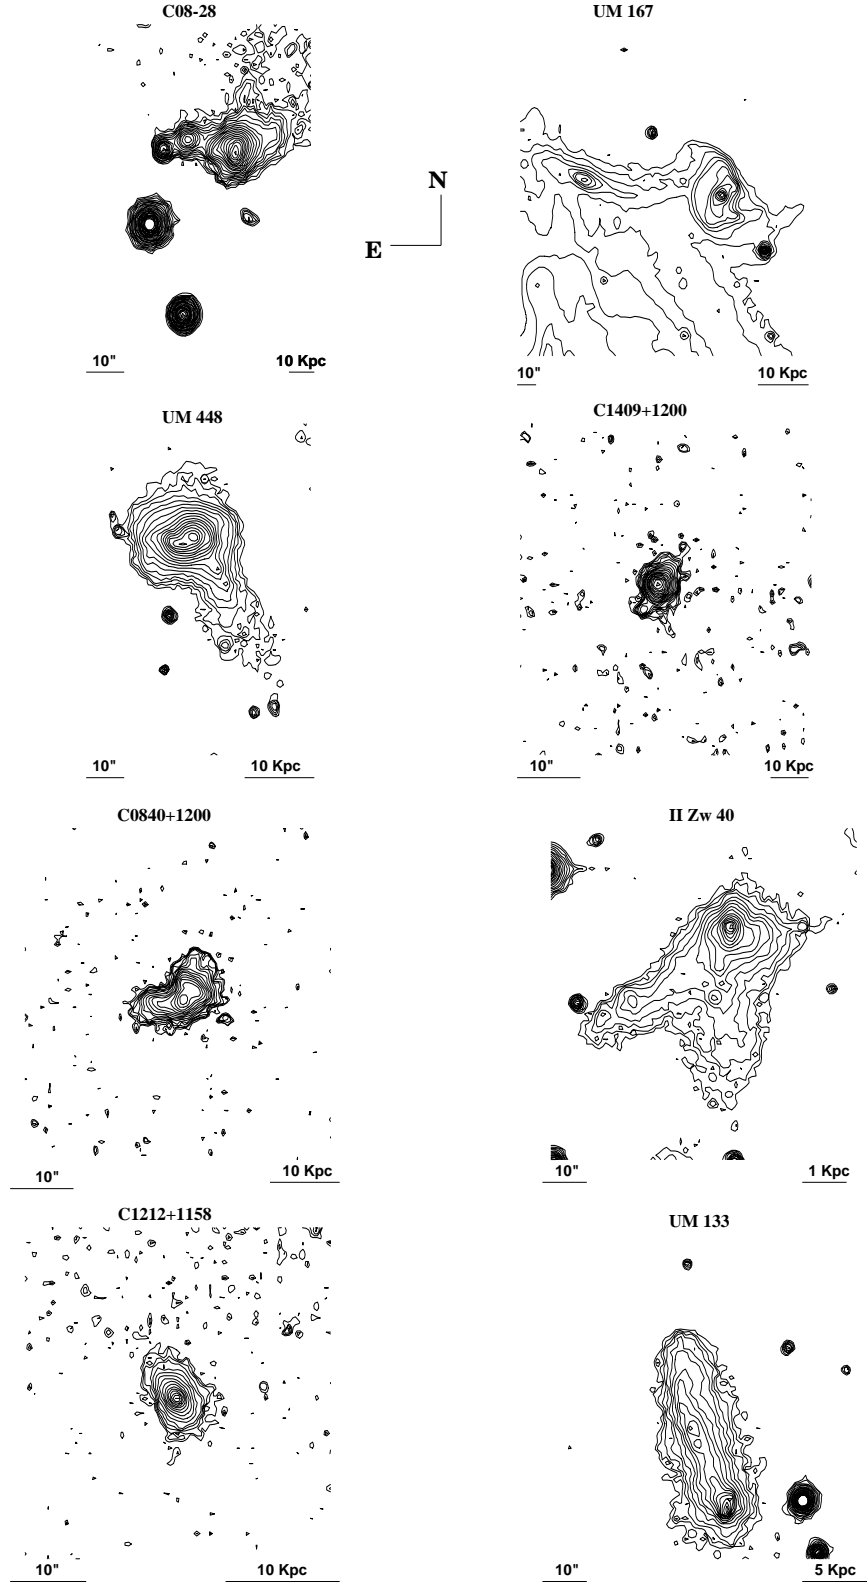 C08-28
UM 167
N
E
10" 10 Kpc
10" 10 Kpc
UM 448
C1409+1200
10" 10 Kpc
10" 10 Kpc
C0840+1200
II Zw 40
10" 10 Kpc
10" 1 Kpc
C1212+1158
UM 133
10" 10 Kpc
10" 5 Kpc